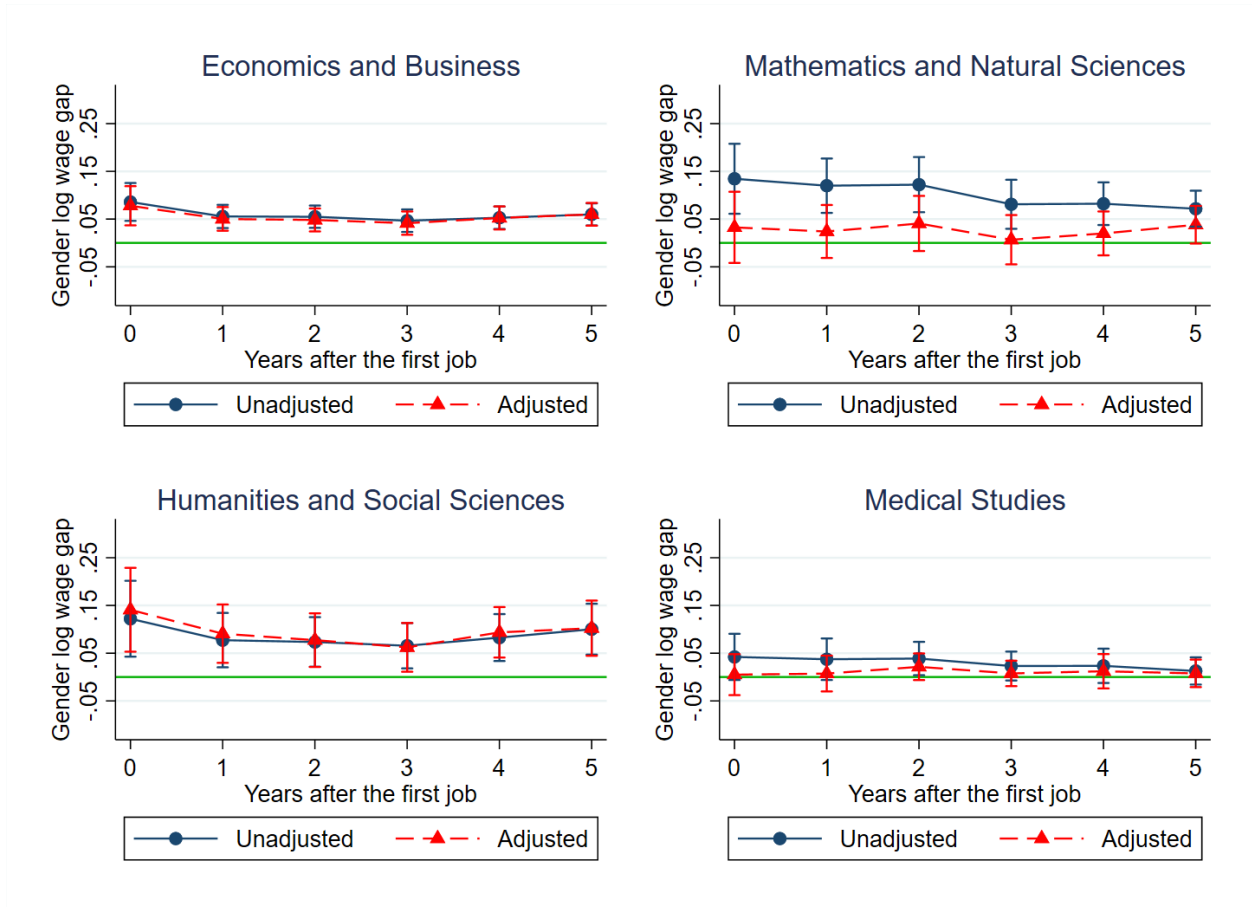 Economics and Business
Gender log wage gap
.25
.15
.05
-.05
0 1 2 3 4 5
Years after the first job
Unadjusted Adjusted
Mathematics and Natural Sciences
Gender log wage gap
.25
.15
.05
-.05
0 1 2 3 4 5
Years after the first job
Unadjusted Adjusted
Humanities and Social Sciences
Gender log wage gap
.25
.15
.05
-.05
0 1 2 3 4 5
Years after the first job
Unadjusted Adjusted
Medical Studies
Gender log wage gap
.25
.15
.05
-.05
0 1 2 3 4 5
Years after the first job
Unadjusted Adjusted